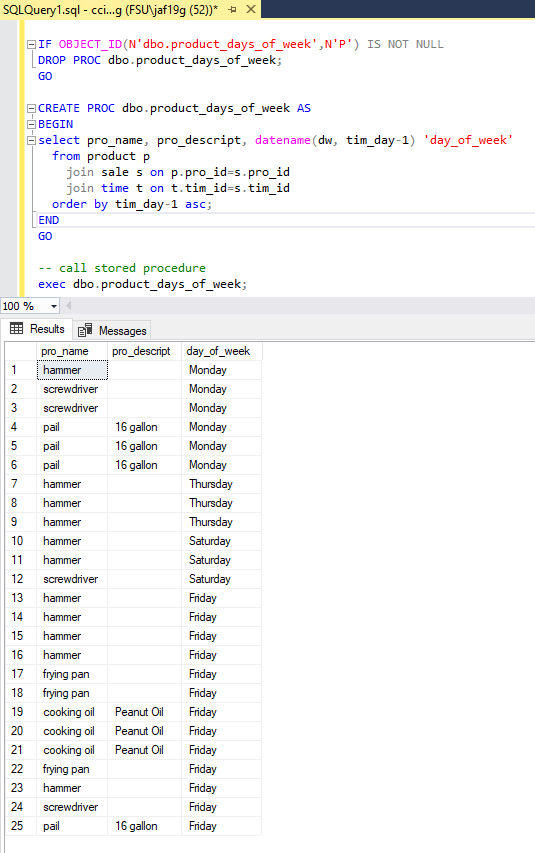 SQLQuery1.sql - cci...g (FSU\jaf19g (52))*
IF OBJECT_ID(N'dbo.product_days_of_week',N'P') IS NOT NULL
DROP PROC dbo.product_days_of_week;
GO
CREATE PROC dbo.product_days_of_week AS
BEGIN
select pro_name, pro_descript, datename(dw, tim_day-1) 'day_of_week'
from product p
join sale s on p.pro_id=s.pro_id
join time t on t.tim_id=s.tim_id
order by tim_day-1 asc;
END
GO
-- call stored procedure
exec dbo.product_days_of_week;
100 %
Results Messages
pro_name pro_descript day_of_week
1 hammer Monday
2 screwdriver Monday
3 screwdriver Monday
4 pail 16 gallon Monday
5 pail 16 gallon Monday
6 pail 16 gallon Monday
7 hammer Thursday
8 hammer Thursday
9 hammer Thursday
10 hammer Saturday
11 hammer Saturday
12 screwdriver Saturday
13 hammer Friday
14 hammer Friday
15 hammer Friday
16 hammer Friday
17 frying pan Friday
18 frying pan Friday
19 cooking oil Peanut Oil Friday
20 cooking oil Peanut Oil Friday
21 cooking oil Peanut Oil Friday
22 frying pan Friday
23 hammer Friday
24 screwdriver Friday
25 pail 16 gallon Friday